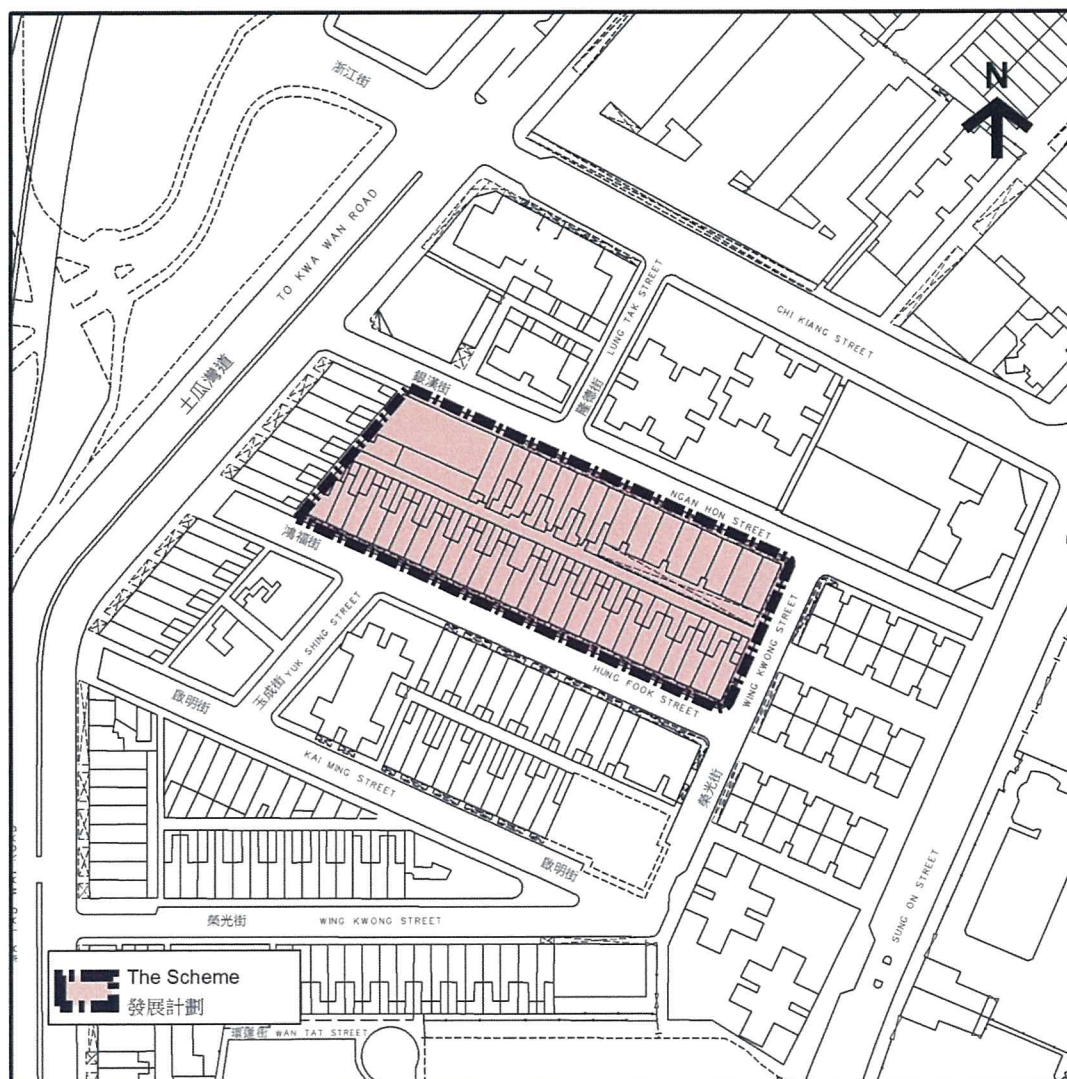 浙江街
N
TO KWA WAN ROAD
土瓜灣道
LUNG TAK STREET
隆德街
CHI KIANG STREET
銀漢街
NGAN HON STREET
鴻福街
HUNG FOOK STREET
WING KWONG STREET
榮光街
玉成街 YUK SHING STREET
啟明街
KAI MING STREET
啟明街
SUNG ON STREET
榮光街
WING KWONG STREET
The Scheme
發展計劃
WAN TAT STREET